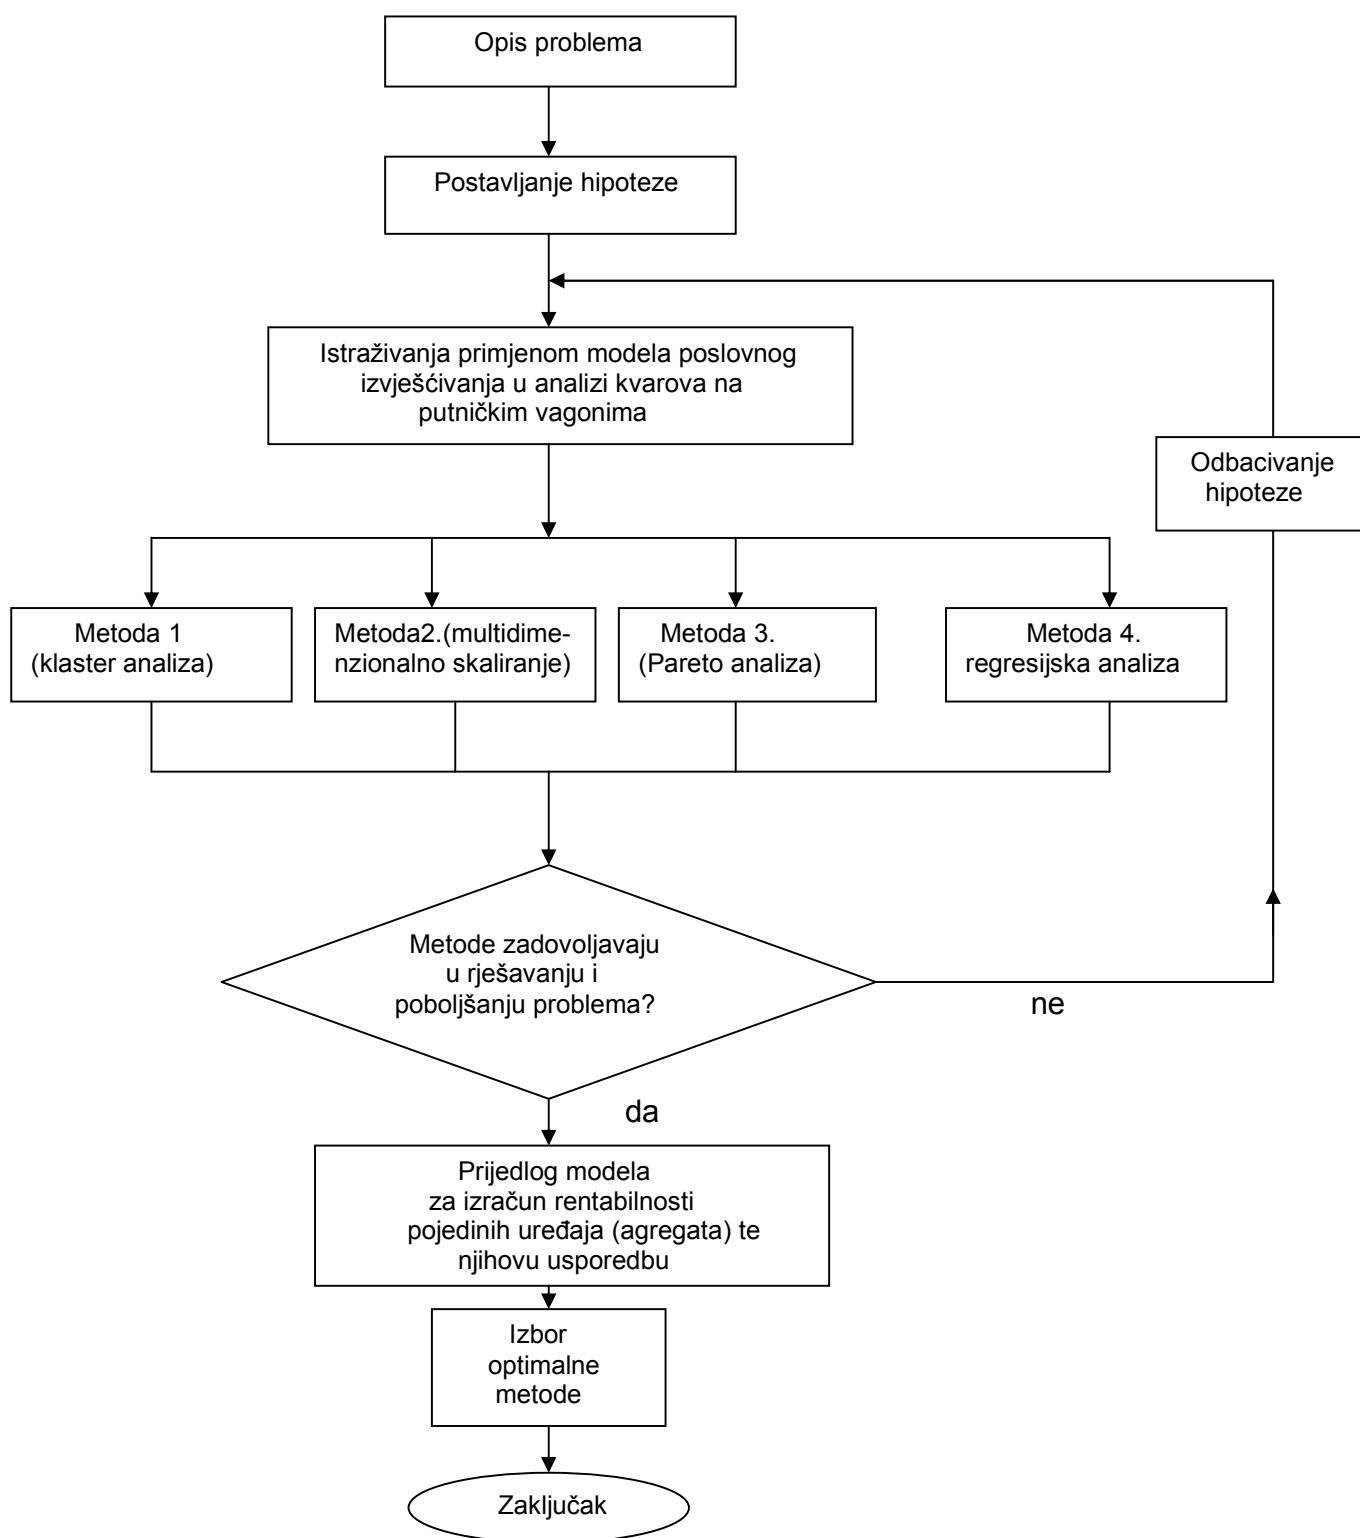 Opis problema
Postavljanje hipoteze
Istraživanja primjenom modela poslovnog
izvješćivanja u analizi kvarova na
putničkim vagonima
Odbacivanje
hipoteze
Metoda 1
(klaster analiza)
Metoda2.(multidime-
nzionalno skaliranje)
Metoda 3.
(Pareto analiza)
Metoda 4.
regresijska analiza
Metode zadovoljavaju
u rješavanju i
poboljšanju problema?
ne
da
Prijedlog modela
za izračun rentabilnosti
pojedinih uređaja (agregata) te
njihovu usporedbu
Izbor
optimalne
metode
Zaključak